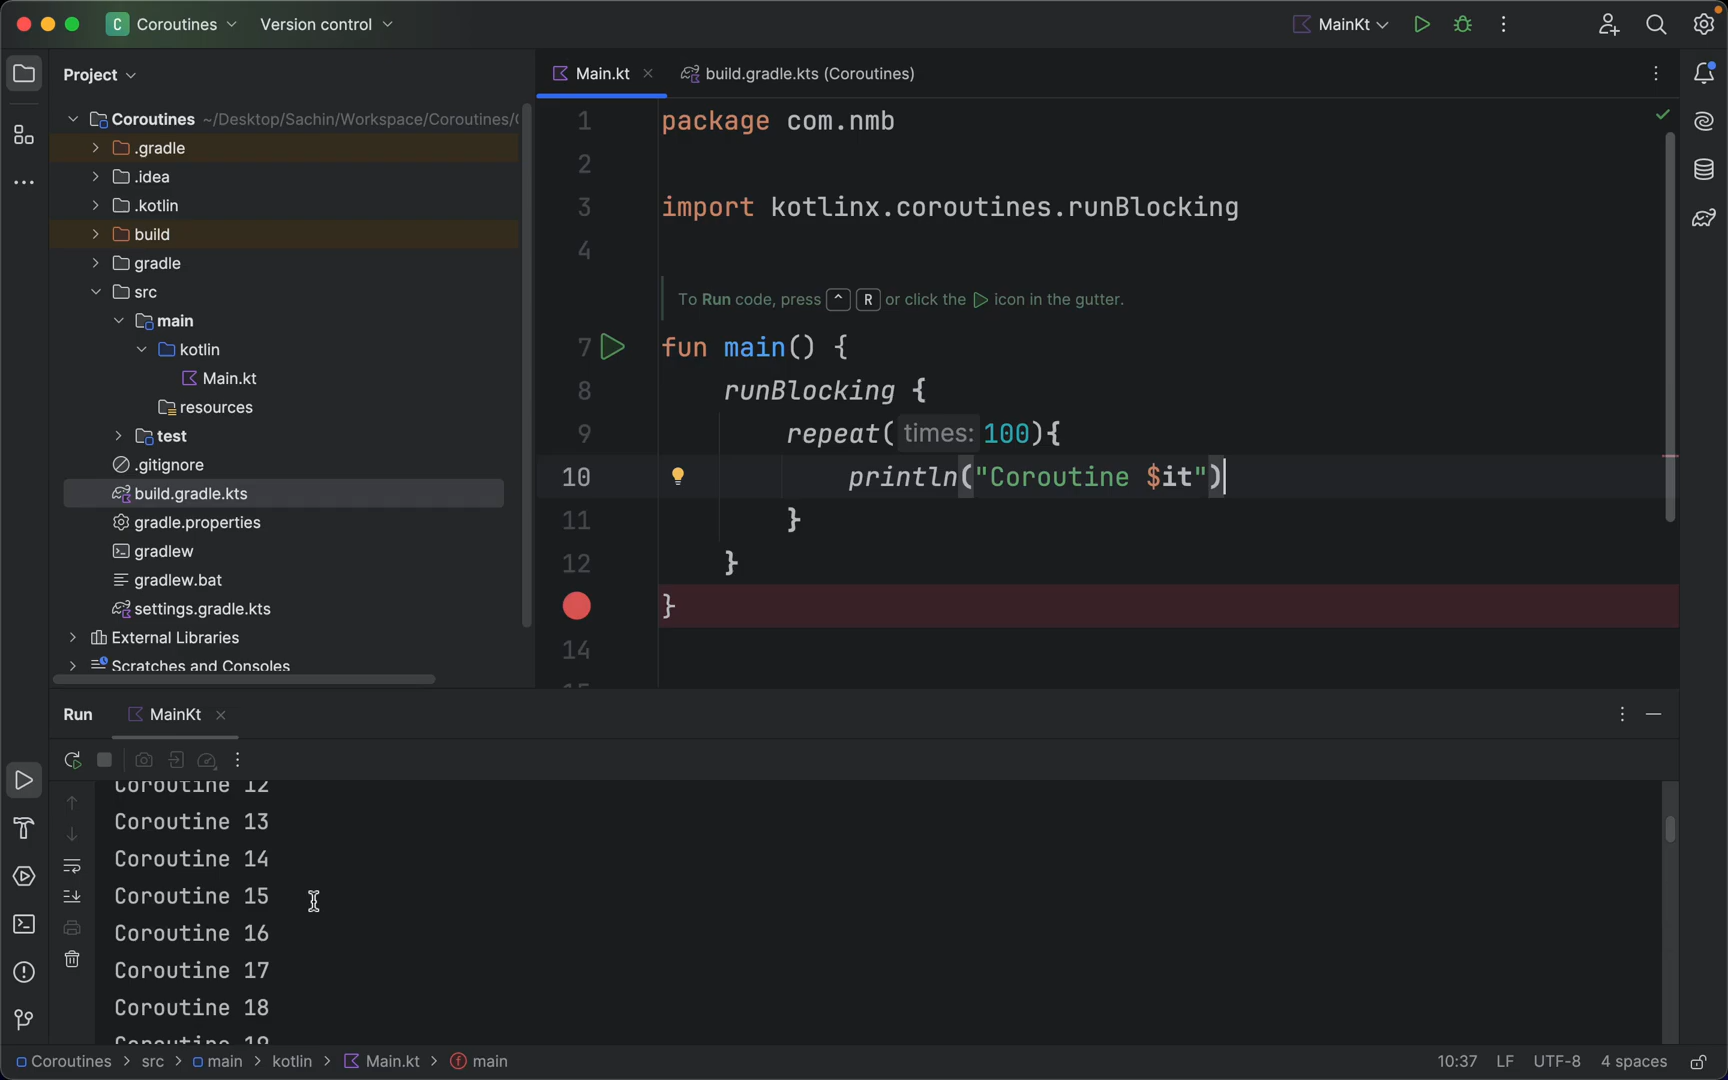 C Coroutines
Version control
MainKt
Project
Main.kt
build.gradle.kts (Coroutines)
Coroutines ~/Desktop/Sachin/Workspace/Coroutines/
.gradle
.idea
.kotlin
build
gradle
src
main
kotlin
Main.kt
resources
test
.gitignore
build.gradle.kts
gradle.properties
gradlew
gradlew.bat
settings.gradle.kts
External Libraries
Scratches and Consoles
1 package com.nmb
2
3 import kotlinx.coroutines.runBlocking
4
To Run code, press ^ R or click the ▷ icon in the gutter.
7 fun main() {
8 runBlocking {
9 repeat( times: 100){
10 println("Coroutine $it")
11 }
12 }
}
14
Run
MainKt
Coroutine 12
Coroutine 13
Coroutine 14
Coroutine 15
Coroutine 16
Coroutine 17
Coroutine 18
Coroutine 19
Coroutines > src > main > kotlin > Main.kt > main
10:37 LF UTF-8 4 spaces